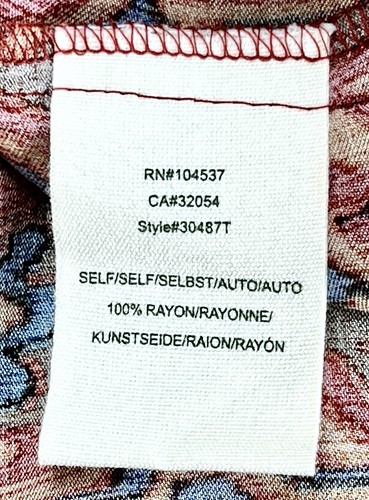 RN#104537
CA#32054
Style#30487T
SELF/SELF/SELBST/AUTO/AUTO
100% RAYON/RAYONNE/
KUNSTSEIDE/RAION/RAYÓN